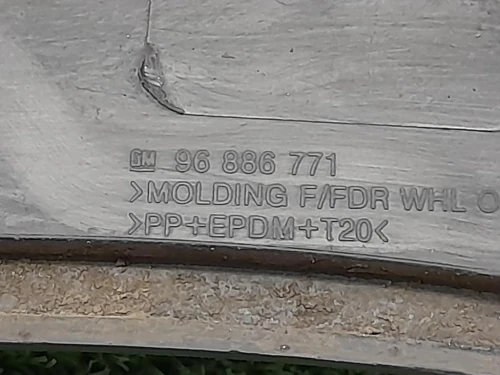 GM 96 886 771
>MOLDING F/FDR WHL O
>PP+EPDM+T20<